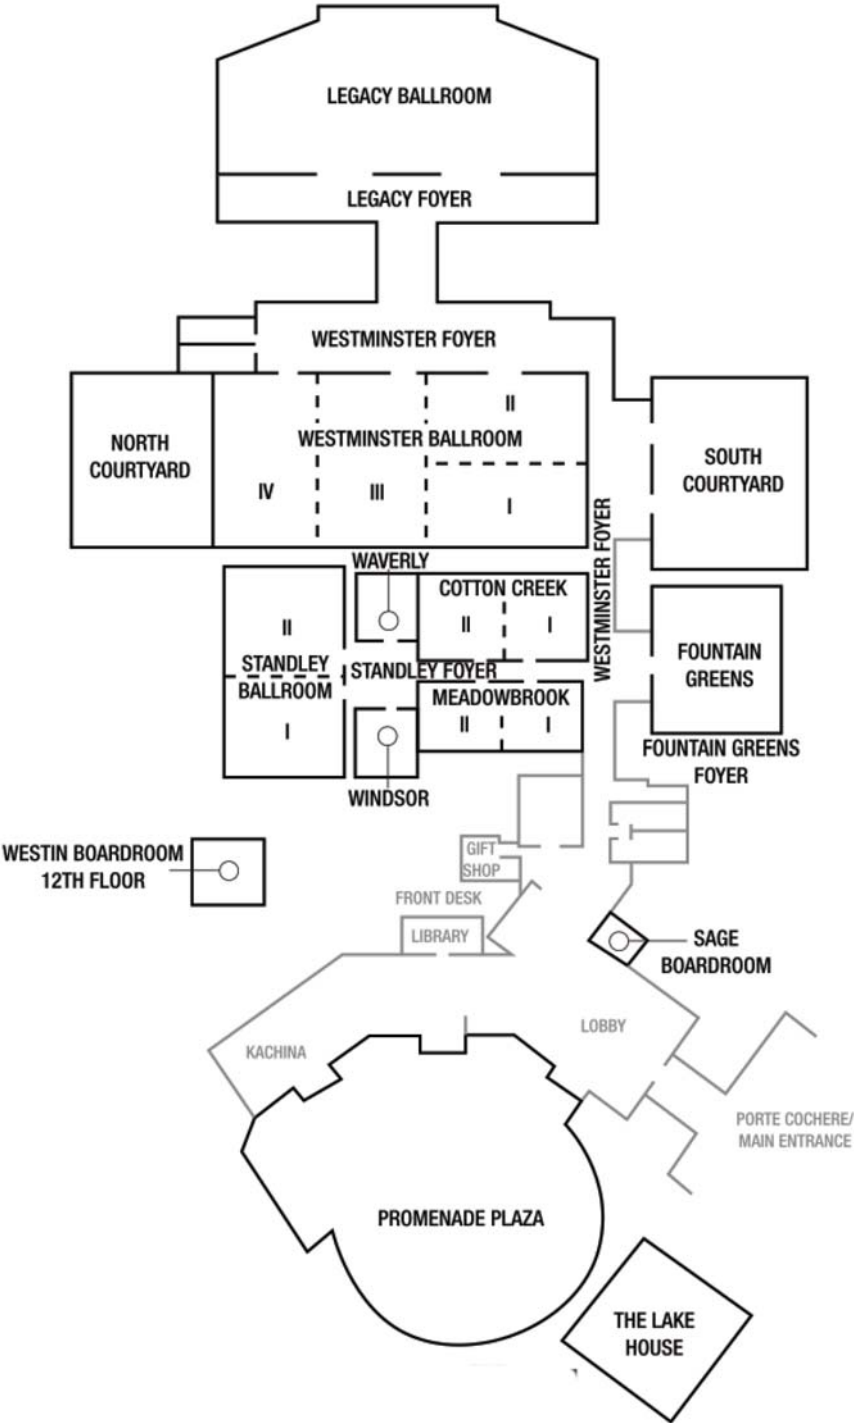 LEGACY BALLROOM
LEGACY FOYER
WESTMINSTER FOYER
II
NORTH
COURTYARD
WESTMINSTER BALLROOM
SOUTH
COURTYARD
IV
III
I
WESTMINSTER FOYER
WAVERLY
COTTON CREEK
II
II
I
STANDLEY
BALLROOM
STANDLEY FOYER
FOUNTAIN
GREENS
MEADOWBROOK
I
II
I
FOUNTAIN GREENS
FOYER
WINDSOR
WESTIN BOARDROOM
12TH FLOOR
GIFT
SHOP
FRONT DESK
LIBRARY
SAGE
BOARDROOM
LOBBY
KACHINA
PORTE COCHERE/
MAIN ENTRANCE
PROMENADE PLAZA
THE LAKE
HOUSE